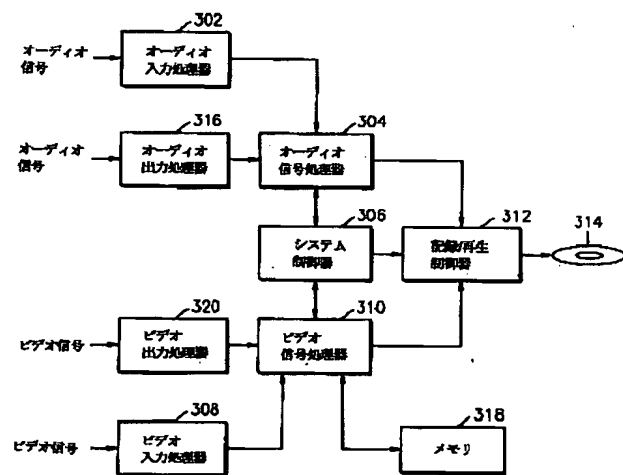 302
オーディオ
信号
オーディオ
入力処理器
316
304
オーディオ
信号
オーディオ
出力処理器
オーディオ
信号処理器
306
312
314
システム
制御器
記録/再生
制御器
320
310
ビデオ信号
ビデオ
出力処理器
ビデオ
信号処理器
308
318
ビデオ信号
ビデオ
入力処理器
メモリ